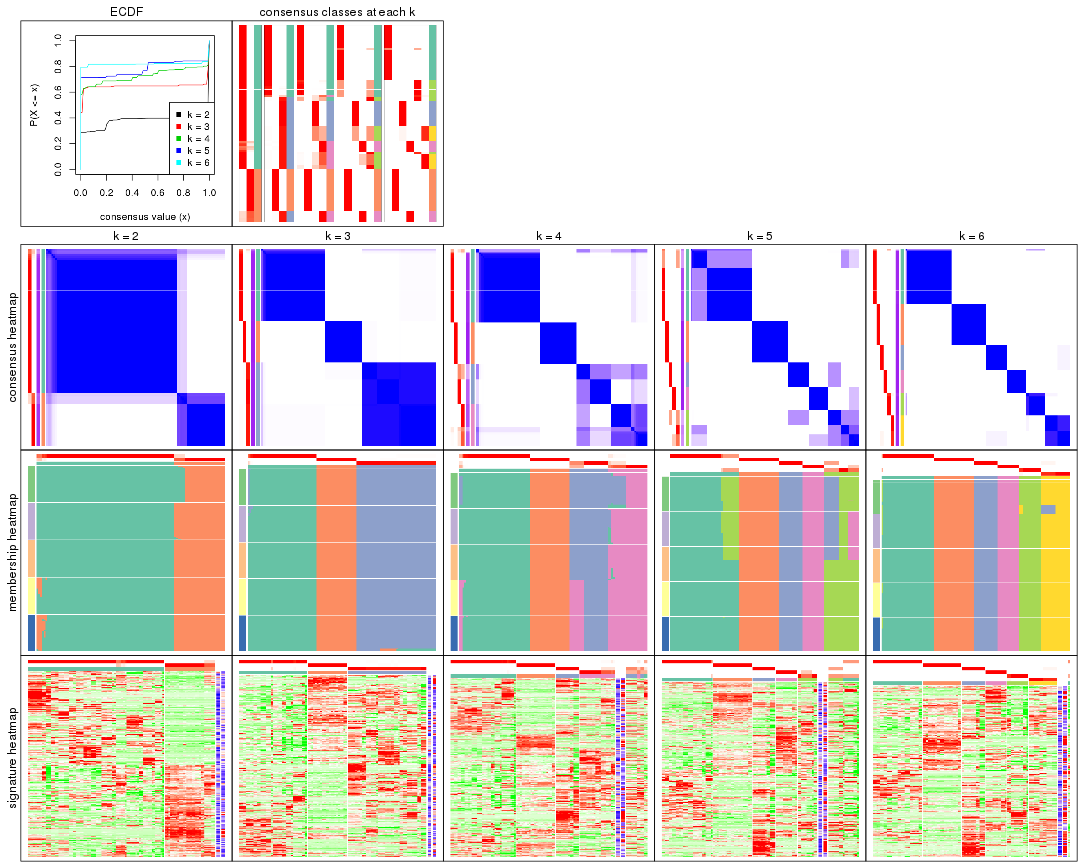 ECDF
consensus classes at each k
P(X <= x)
0.0 0.2 0.4 0.6 0.8 1.0
k = 2
k = 3
k = 4
k = 5
k = 6
0.0 0.2 0.4 0.6 0.8 1.0
consensus value (x)
k = 2
k = 3
k = 4
k = 5
k = 6
consensus heatmap
membership heatmap
signature heatmap